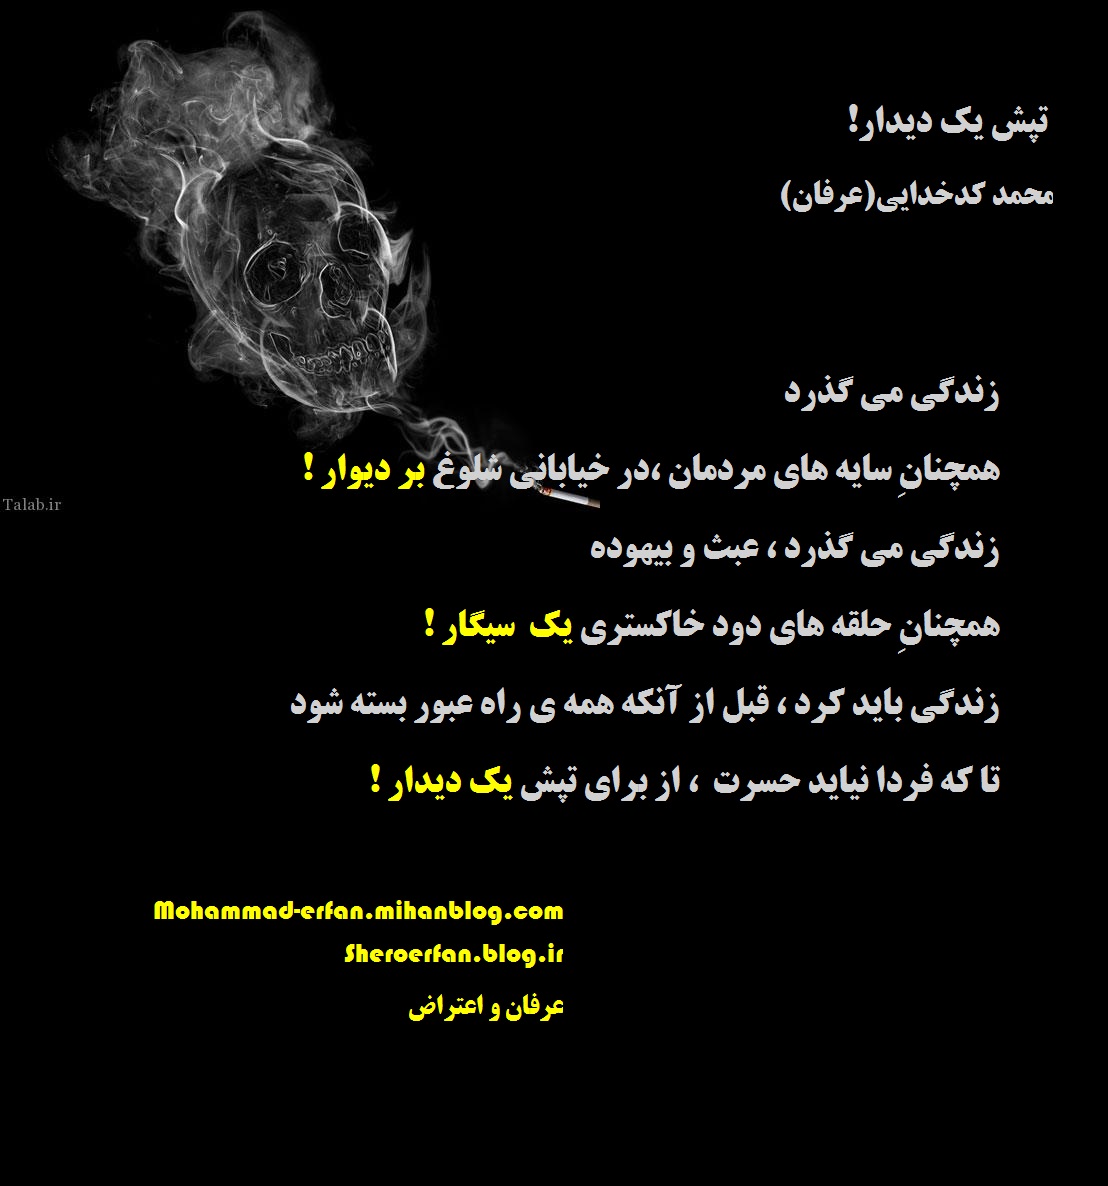 تپش یک دیدار!
محمد کدخدایی(عرفان)
زندگی می گذرد
همچنانِ سایه های مردمان ،در خیابانی شلوغ بر دیوار !
Talab.ir
زندگی می گذرد ، عبث و بیهوده
همچنانِ حلقه های دود خاکستری یک سیگار !
زندگی باید کرد ، قبل از آنکه همه ی راه عبور بسته شود
تا که فردا نیاید حسرت ، از برای تپش یک دیدار !
Mohammad-erfan.mihanblog.com
Sheroerfan.blog.ir
عرفان و اعتراض